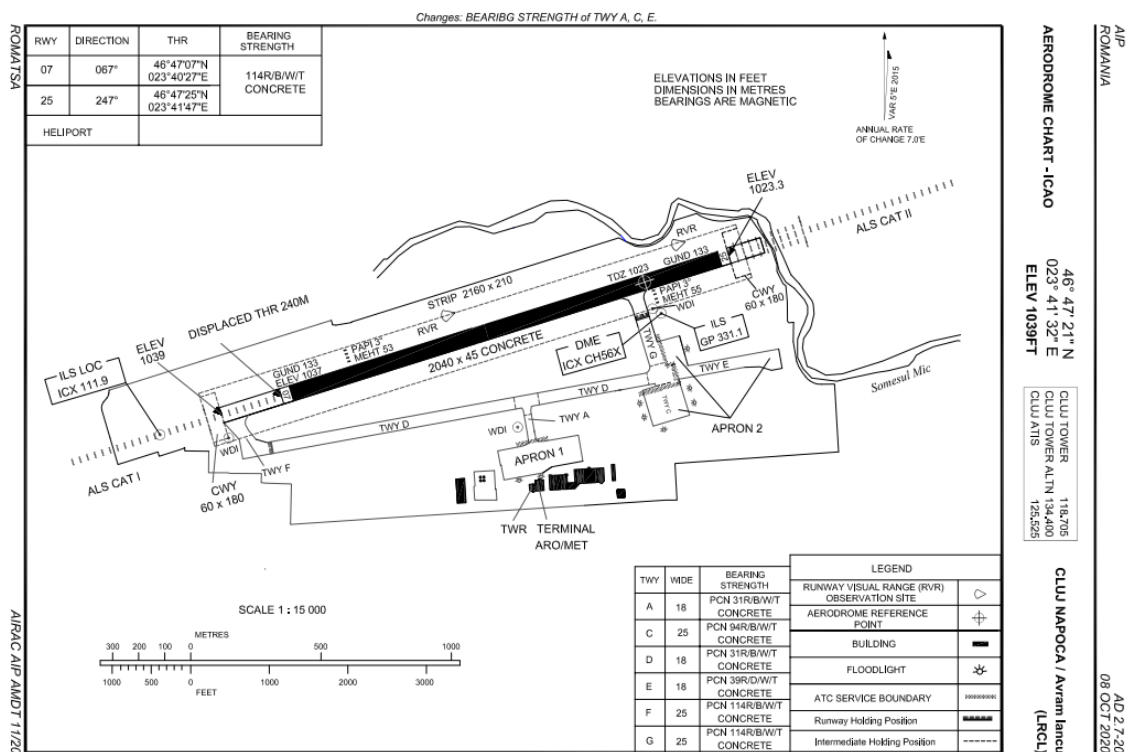 Changes: BEARIBG STRENGTH of TWY A, C, E.
ROMATSA
AIP
ROMANIA
RWY DIRECTION THR BEARING STRENGTH
07 067° 46°47'07"N 023°40'27"E 114R/B/W/T CONCRETE
25 247° 46°47'25"N 023°41'47"E
HELIPORT
ELEVATIONS IN FEET
DIMENSIONS IN METRES
BEARINGS ARE MAGNETIC
VAR 5°E 2015
ANNUAL RATE
OF CHANGE 7.0'E
AERODROME CHART - ICAO
46° 47' 21" N
023° 41' 32" E
ELEV 1039FT
CLUJ TOWER 118.705
CLUJ TOWER ALTN 134.400
CLUJ ATIS 125.525
CLUJ NAPOCA / Avram Iancu
(LRCL)
ELEV
1023.3
ALS CAT II
RVR
GUND 133
TDZ 1023
25
STRIP 2160 x 210
PAPI 3°
MEHT 55
WDI
CWY
60 x 180
DISPLACED THR 240M
RVR
ILS
GP 331.1
ELEV
1039
PAPI 3°
MEHT 53
2040 x 45 CONCRETE
DME
ICX CH56X
TWY G
ILS LOC
ICX 111.9
GUND 133
ELEV 1037
07
TWY E
Somesul Mic
TWY D
TWY C
TWY A
TWY D
WDI
APRON 2
WDI
TWY F
APRON 1
ALS CAT I
CWY
60 x 180
TWR
TERMINAL
ARO/MET
SCALE 1 : 15 000
METRES
300 200 100 0 500 1000
1000 500 0 1000 2000 3000
FEET
TWY WIDE BEARING STRENGTH
A 18 PCN 31R/B/W/T CONCRETE
C 25 PCN 94R/B/W/T CONCRETE
D 18 PCN 31R/B/W/T CONCRETE
E 18 PCN 39R/D/W/T CONCRETE
F 25 PCN 114R/B/W/T CONCRETE
G 25 PCN 114R/B/W/T CONCRETE
LEGEND
RUNWAY VISUAL RANGE (RVR) OBSERVATION SITE
AERODROME REFERENCE POINT
BUILDING
FLOODLIGHT
ATC SERVICE BOUNDARY
Runway Holding Position
Intermediate Holding Position
AIRAC AIP AMDT 11/20
AD 2.7-20
08 OCT 2020